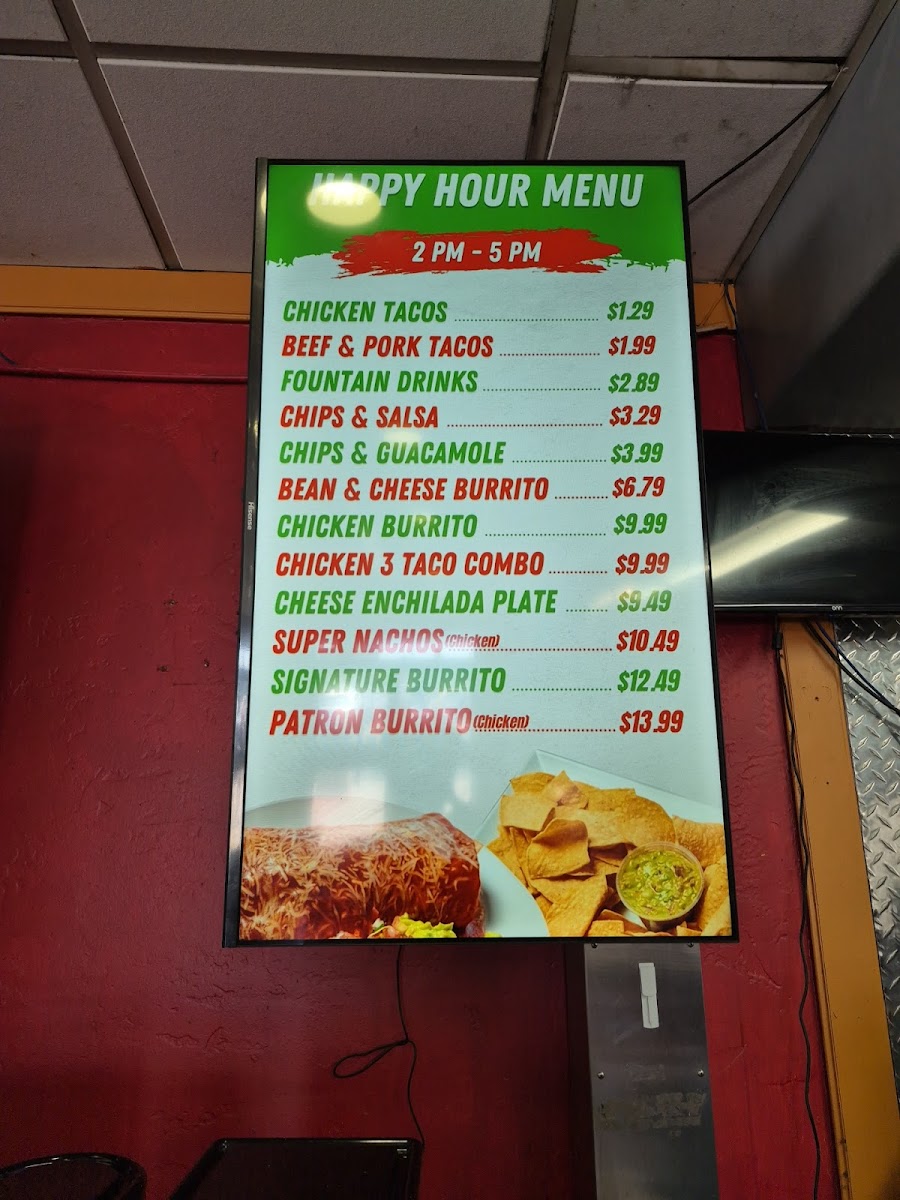 HAPPY HOUR MENU
2 PM - 5 PM
CHICKEN TACOS ........ $1.29
BEEF & PORK TACOS ........ $1.99
FOUNTAIN DRINKS ........ $2.89
CHIPS & SALSA ........ $3.29
CHIPS & GUACAMOLE ........ $3.99
BEAN & CHEESE BURRITO ........ $6.79
CHICKEN BURRITO ........ $9.99
CHICKEN 3 TACO COMBO ........ $9.99
CHEESE ENCHILADA PLATE ........ $9.49
SUPER NACHOS (Chicken) ........ $10.49
SIGNATURE BURRITO ........ $12.49
PATRON BURRITO (Chicken) ........ $13.99
Hisense
onn